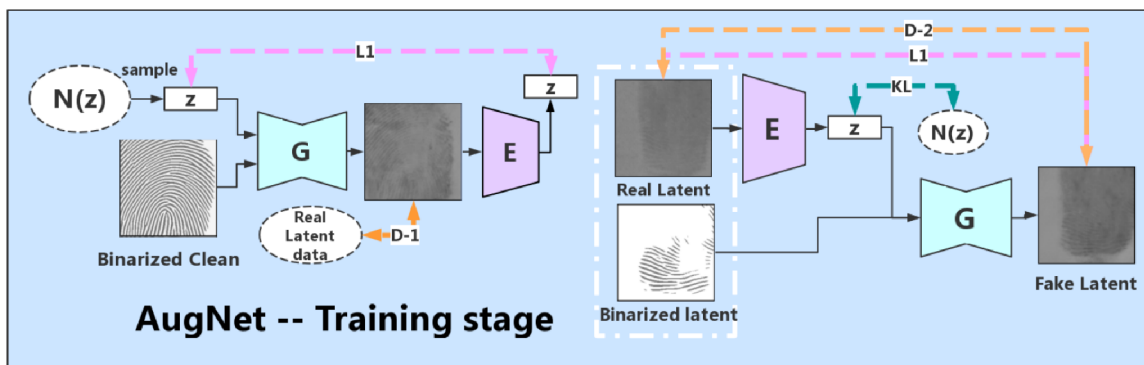 L1
sample
N(z)
z
z
G
E
Binarized Clean
Real
Latent
data
D-1
AugNet -- Training stage
D-2
L1
E
KL
z
N(z)
Real Latent
G
Binarized latent
Fake Latent